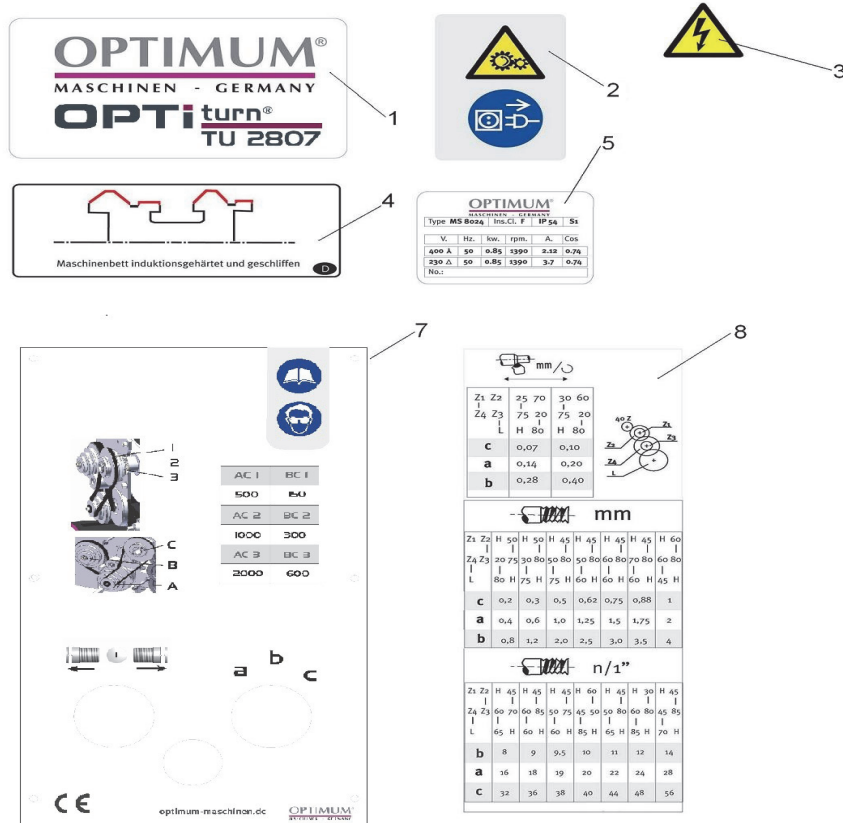 OPTIMUM®
MASCHINEN - GERMANY
OPTi turn®
TU 2807
1
2
3
4
Maschinenbett induktionsgehärtet und geschliffen
D
5
OPTIMUM®
MASCHINEN - GERMANY
Type MS 8024 Ins.Cl. F IP 54 S1
V. Hz. kw. rpm. A. Cos
400 人 50 0.85 1390 2.12 0.74
230 △ 50 0.85 1390 3.7 0.74
No.:
7
1
2
3
C
B
A
AC 1 BC 1
500 150
AC 2 BC 2
1000 300
AC 3 BC 3
2000 600
a b c
CE
optimum-maschinen.de
OPTIMUM
8
mm/
Z1 Z2 25 70 30 60
Z4 Z3 75 20 75 20
L H 80 H 80
c 0,07 0,10
a 0,14 0,20
b 0,28 0,40
40 Z
Z1
Z2
Z3
Z4
L
mm
Z1 Z2 H 50 H 50 H 45 H 45 H 45 H 45 H 60
Z4 Z3 20 75 30 80 50 80 50 80 60 80 70 80 60 80
L 80 H 75 H 75 H 60 H 60 H 60 H 45 H
c 0,2 0,3 0,5 0,62 0,75 0,88 1
a 0,4 0,6 1,0 1,25 1,5 1,75 2
b 0,8 1,2 2,0 2,5 3,0 3,5 4
n/1"
Z1 Z2 H 45 H 45 H 45 H 60 H 45 H 30 H 45
Z4 Z3 60 70 60 85 50 75 45 50 50 80 60 80 45 85
L 65 H 60 H 60 H 85 H 65 H 85 H 70 H
b 8 9 9,5 10 11 12 14
a 16 18 19 20 22 24 28
c 32 36 38 40 44 48 56